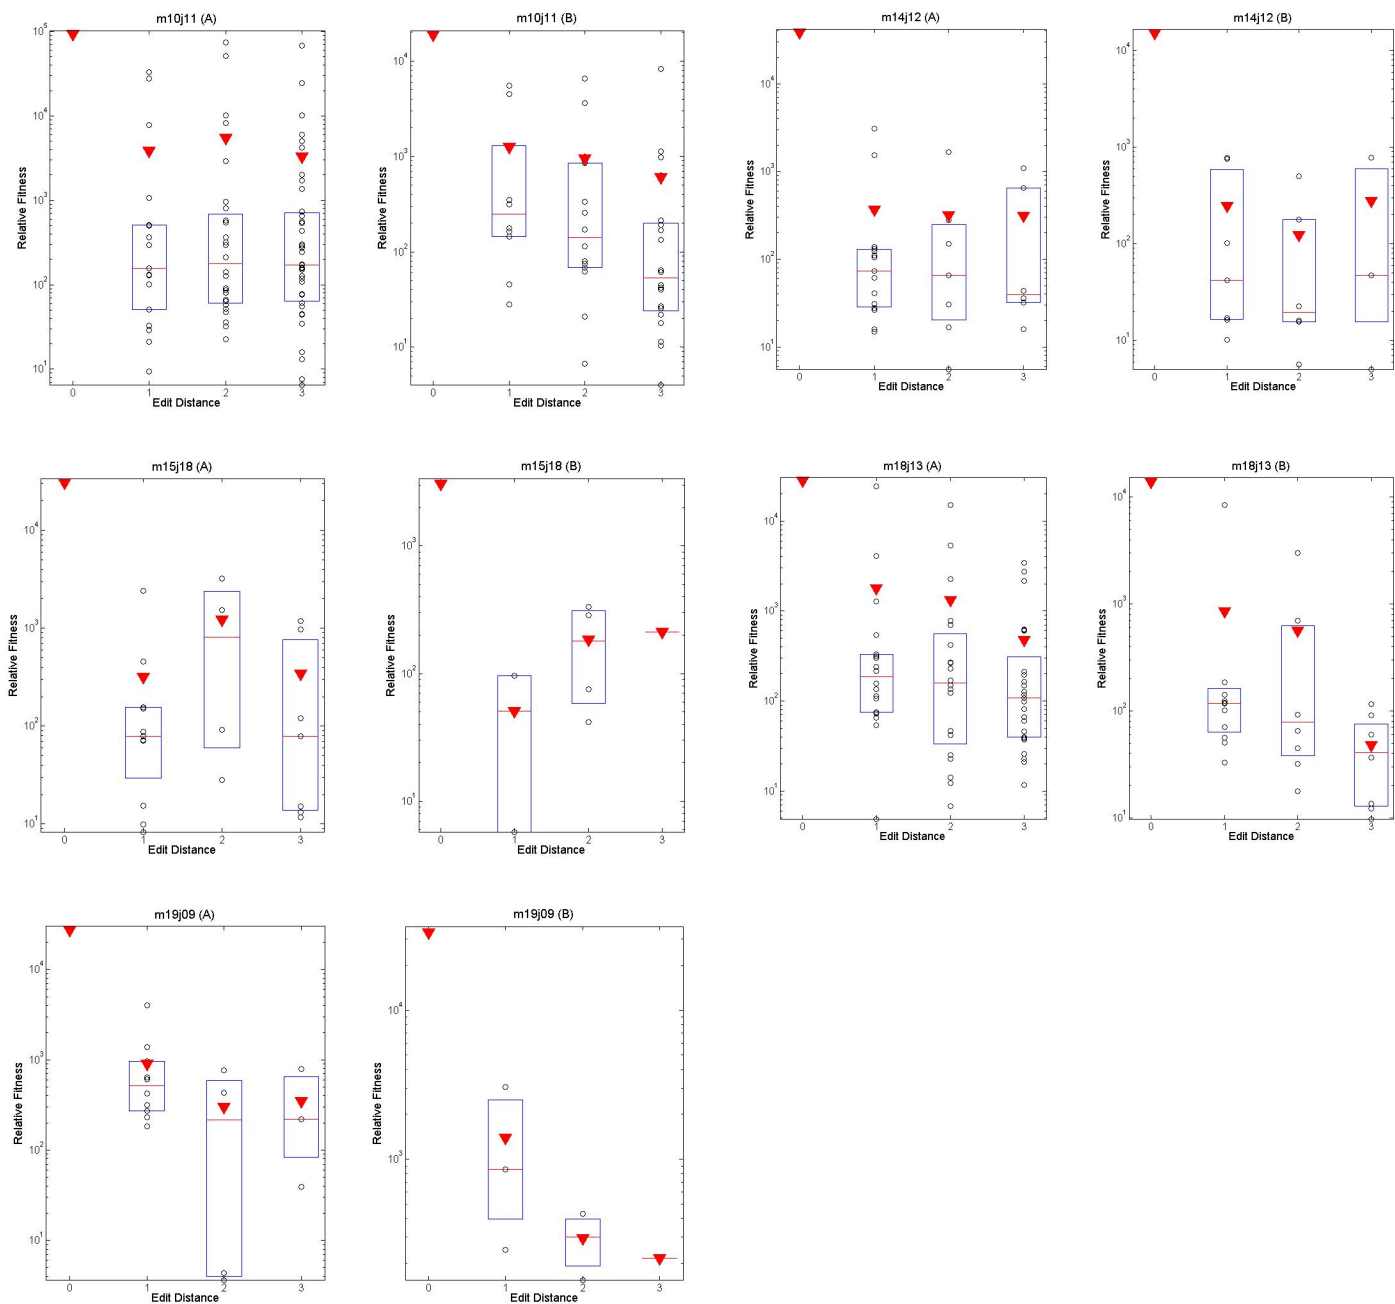 m10j11 (A)
Relative Fitness
10^5
10^4
10^3
10^2
10^1
0 1 2 3
Edit Distance
m10j11 (B)
Relative Fitness
10^4
10^3
10^2
10^1
0 1 2 3
Edit Distance
m14j12 (A)
Relative Fitness
10^4
10^3
10^2
10^1
0 1 2 3
Edit Distance
m14j12 (B)
Relative Fitness
10^4
10^3
10^2
10^1
0 1 2 3
Edit Distance
m15j18 (A)
Relative Fitness
10^4
10^3
10^2
10^1
0 1 2 3
Edit Distance
m15j18 (B)
Relative Fitness
10^3
10^2
10^1
0 1 2 3
Edit Distance
m18j13 (A)
Relative Fitness
10^4
10^3
10^2
10^1
0 1 2 3
Edit Distance
m18j13 (B)
Relative Fitness
10^4
10^3
10^2
10^1
0 1 2 3
Edit Distance
m19j09 (A)
Relative Fitness
10^4
10^3
10^2
10^1
0 1 2 3
Edit Distance
m19j09 (B)
Relative Fitness
10^4
10^3
0 1 2 3
Edit Distance